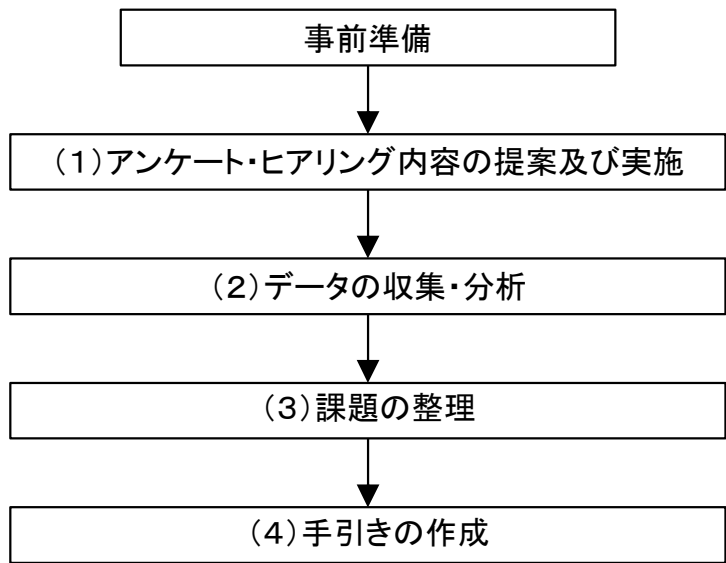 事前準備
（１）アンケート・ヒアリング内容の提案及び実施
（２）データの収集・分析
（３）課題の整理
（４）手引きの作成